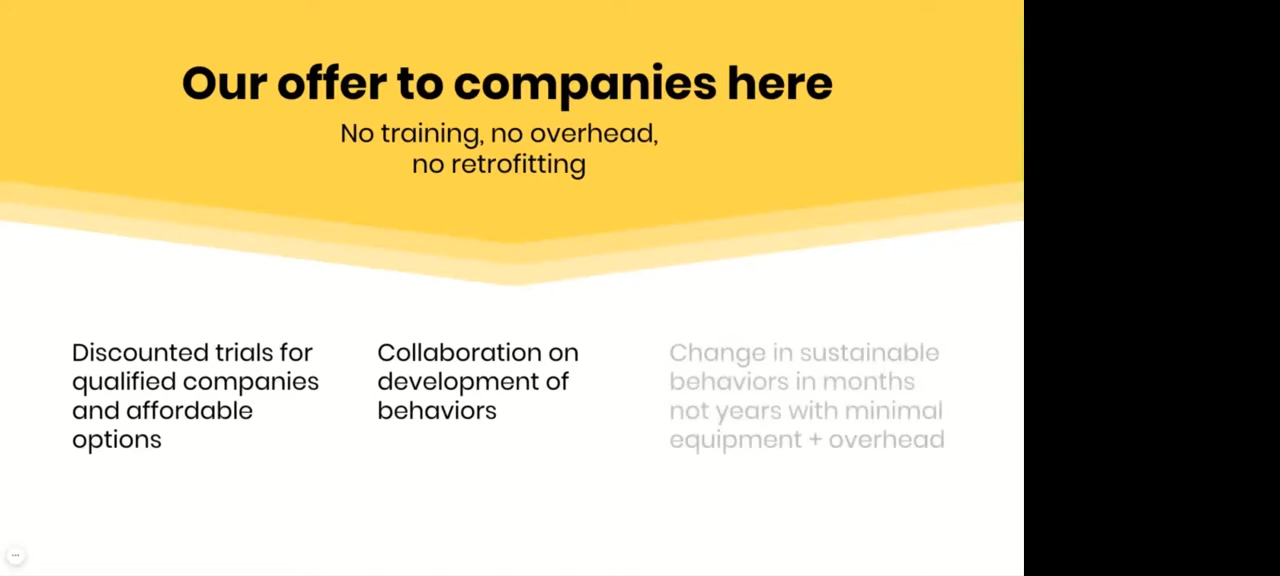 Our offer to companies here
No training, no overhead,
no retrofitting
Discounted trials for
qualified companies
and affordable
options
Collaboration on
development of
behaviors
Change in sustainable
behaviors in months
not years with minimal
equipment + overhead